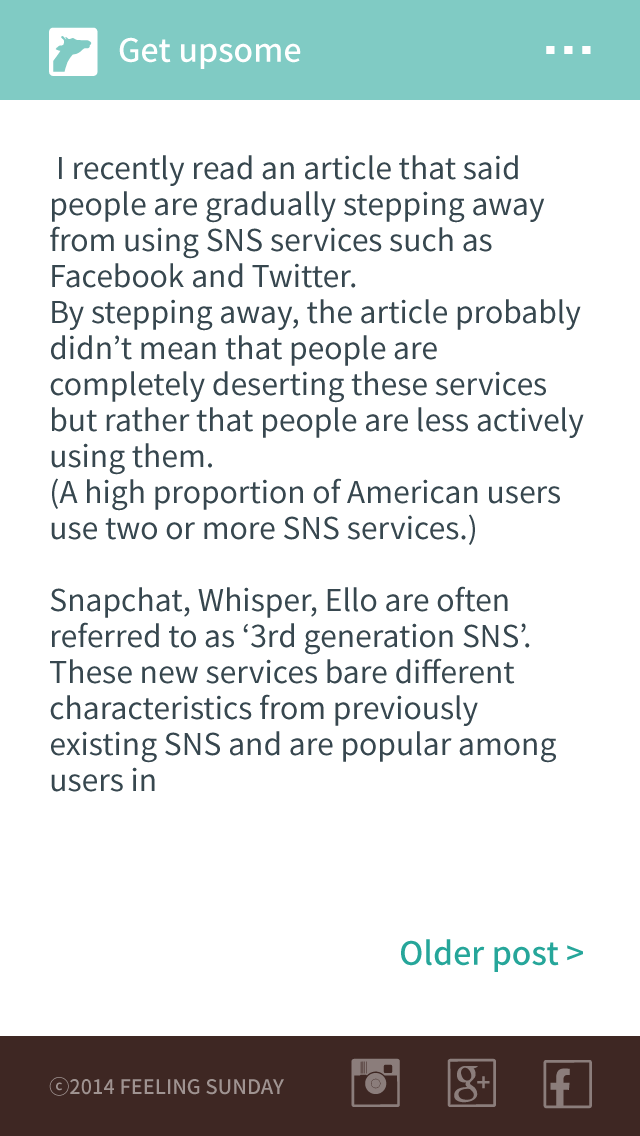 Get upsome
I recently read an article that said
people are gradually stepping away
from using SNS services such as
Facebook and Twitter.
By stepping away, the article probably
didn’t mean that people are
completely deserting these services
but rather that people are less actively
using them.
(A high proportion of American users
use two or more SNS services.)
Snapchat, Whisper, Ello are often
referred to as ‘3rd generation SNS’.
These new services bare different
characteristics from previously
existing SNS and are popular among
users in
Older post >
ⓒ2014 FEELING SUNDAY
g+
f